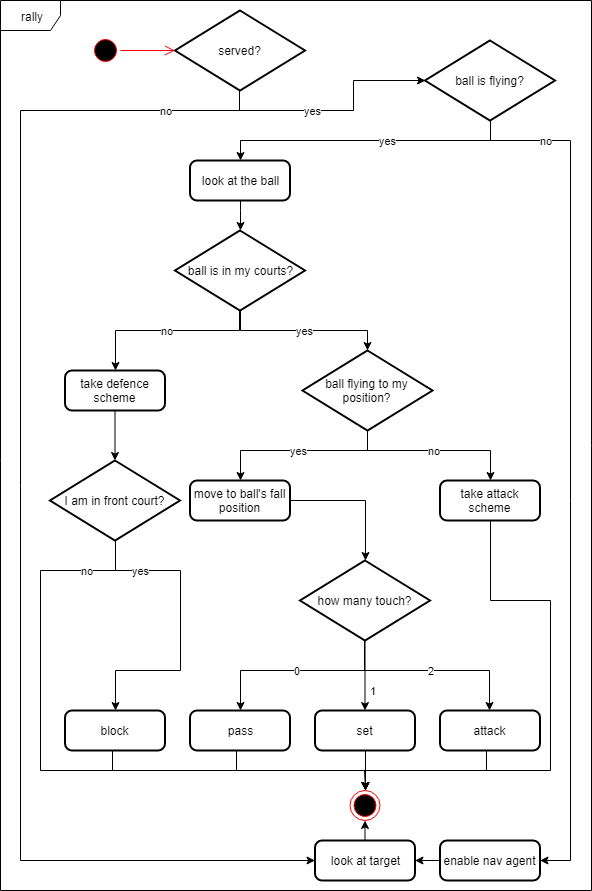 rally
served?
ball is flying?
no
yes
yes
no
look at the ball
ball is in my courts?
no
yes
take defence
scheme
ball flying to my
position?
yes
no
I am in front court?
move to ball's fall
position
take attack
scheme
no
yes
how many touch?
0
1
2
block
pass
set
attack
look at target
enable nav agent